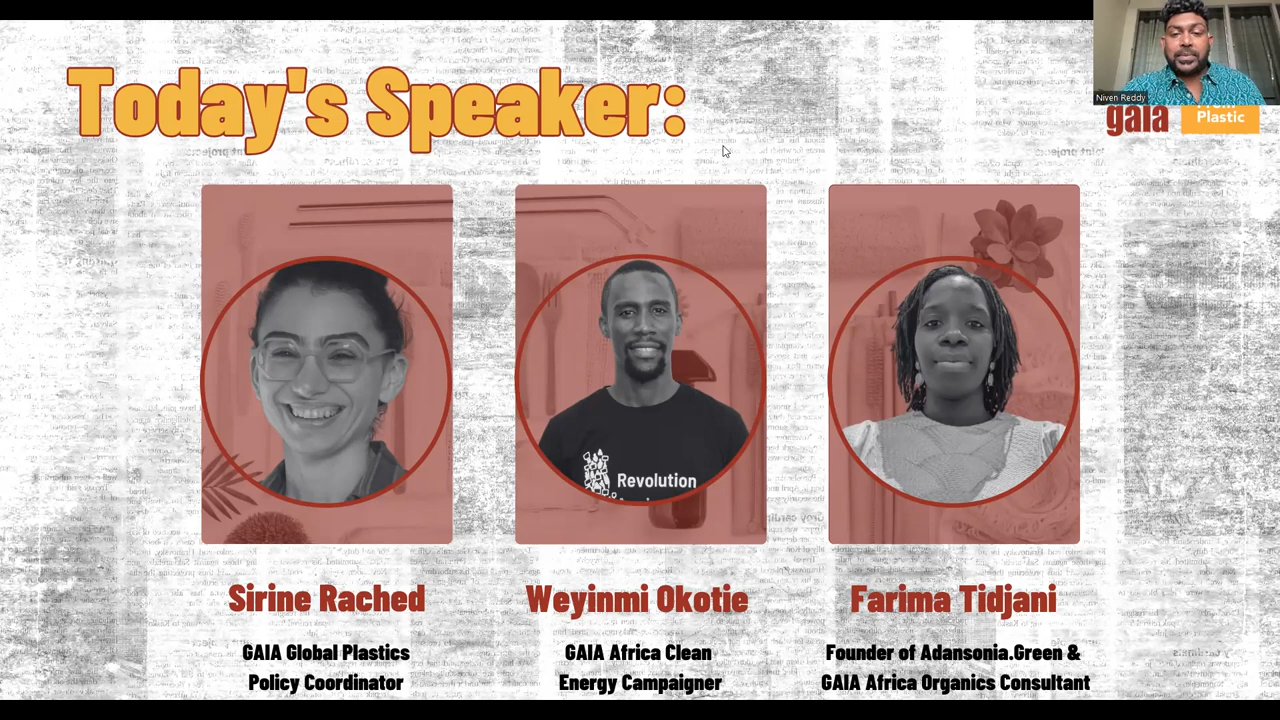 Today's Speaker:
Niven Reddy
gaia
Plastic
Revolution
Sirine Rached
Weyinmi Okotie
Farima Tidjani
GAIA Global Plastics
Policy Coordinator
GAIA Africa Clean
Energy Campaigner
Founder of Adansonia.Green &
GAIA Africa Organics Consultant